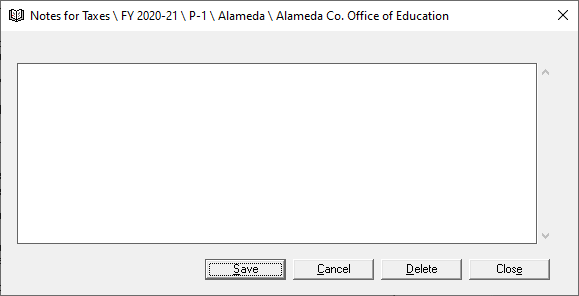 Notes for Taxes \ FY 2020-21 \ P-1 \ Alameda \ Alameda Co. Office of Education
Save Cancel Delete Close